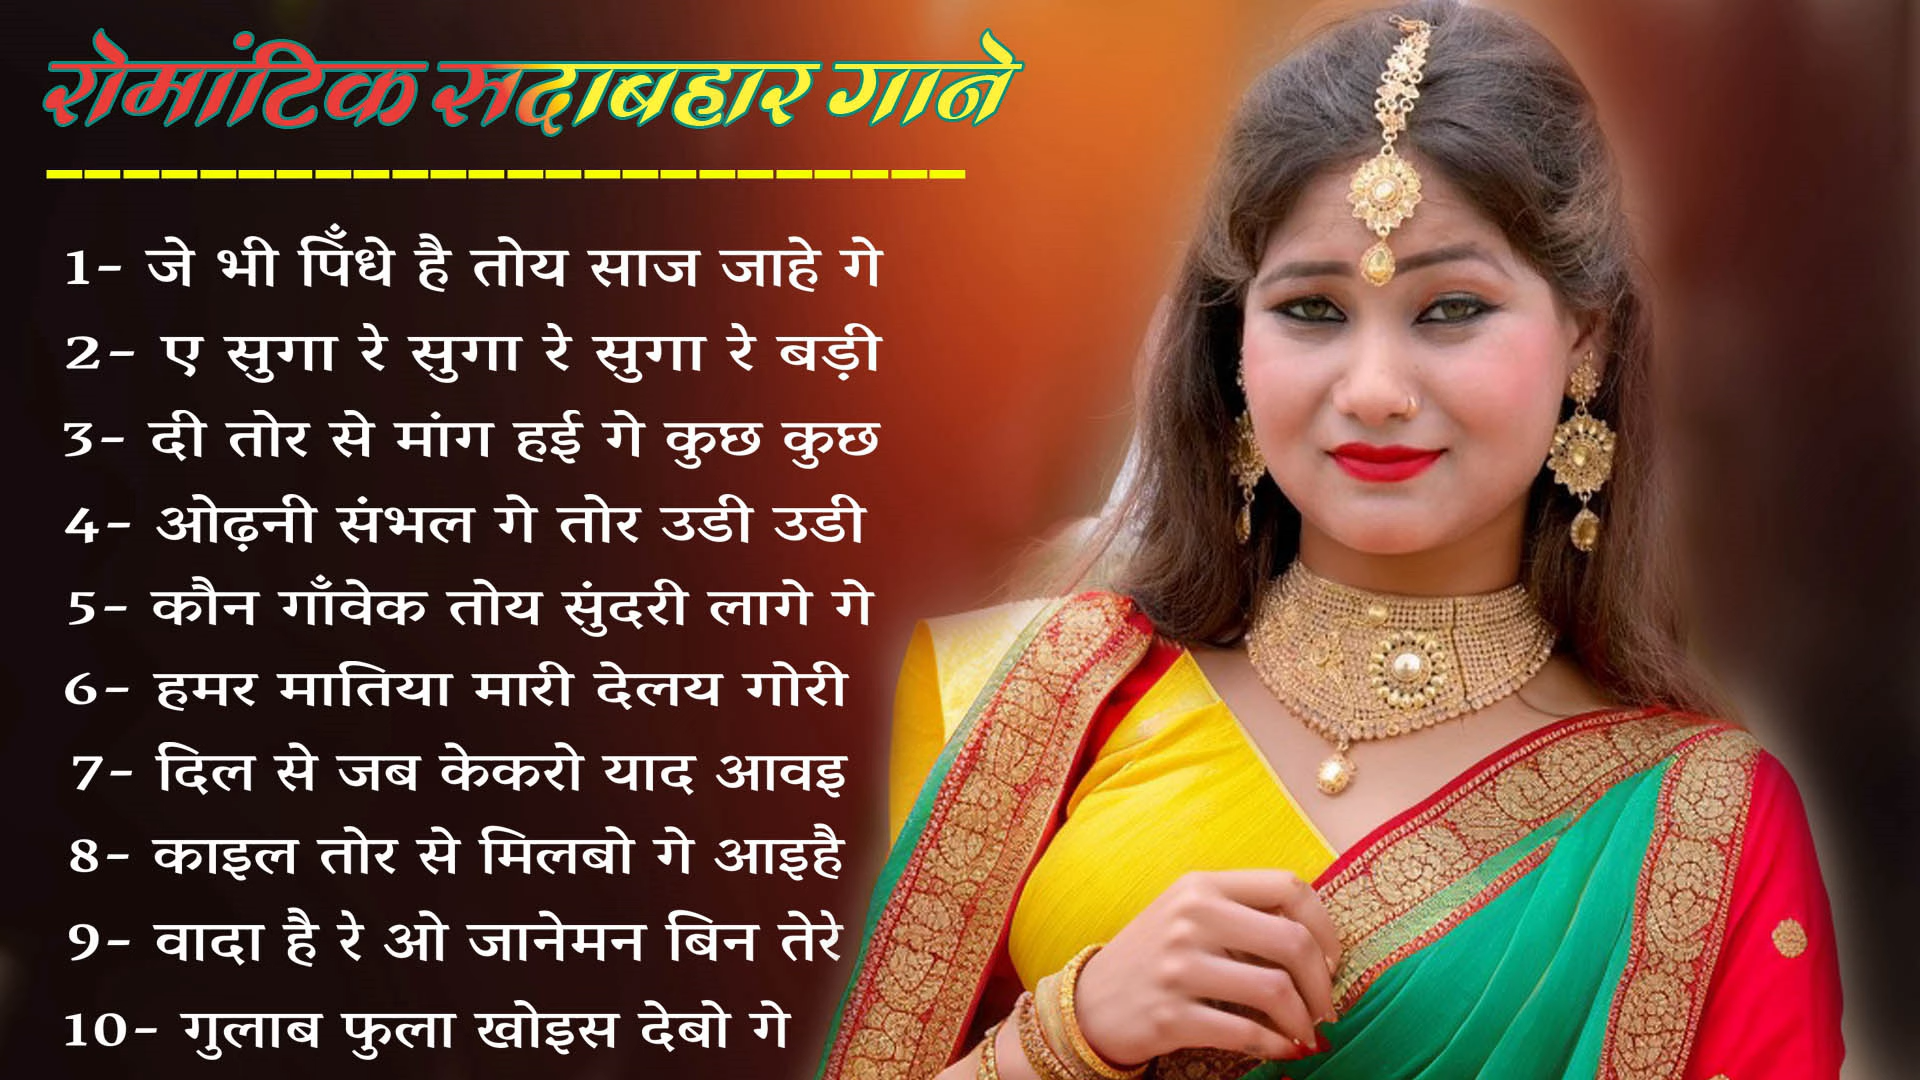 रोमांटिक सदाबहार गाने
1- जे भी पिँधे है तोय साज जाहे गे
2- ए सुगा रे सुगा रे सुगा रे बड़ी
3- दी तोर से मांग हई गे कुछ कुछ
4- ओढ़नी संभल गे तोर उडी उडी
5- कौन गाँवेक तोय सुंदरी लागे गे
6- हमर मातिया मारी देलय गोरी
7- दिल से जब केकरो याद आवइ
8- काइल तोर से मिलबो गे आइहै
9- वादा है रे ओ जानेमन बिन तेरे
10- गुलाब फुला खोइस देबो गे